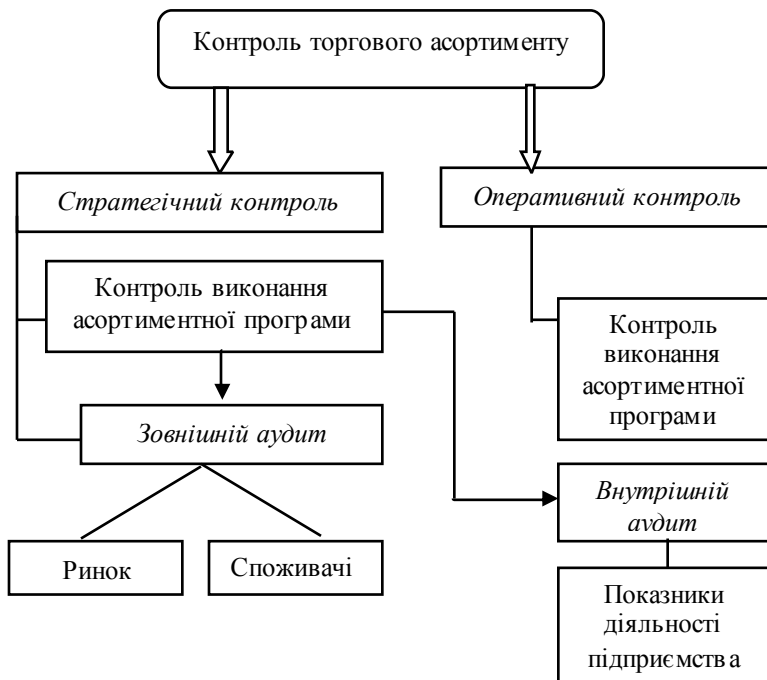 Контроль торгового асортименту
Стратегічний контроль
Оперативний контроль
Контроль виконання
асортиментної програми
Контроль
виконання
асортиментної
програми
Зовнішній аудит
Внутрішній
аудит
Ринок
Споживачі
Показники
діяльності
підприємства